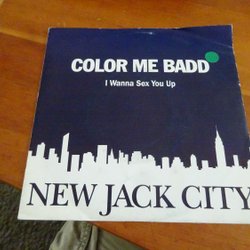 COLOR ME BADD
I Wanna Sex You Up
NEW JACK CITY